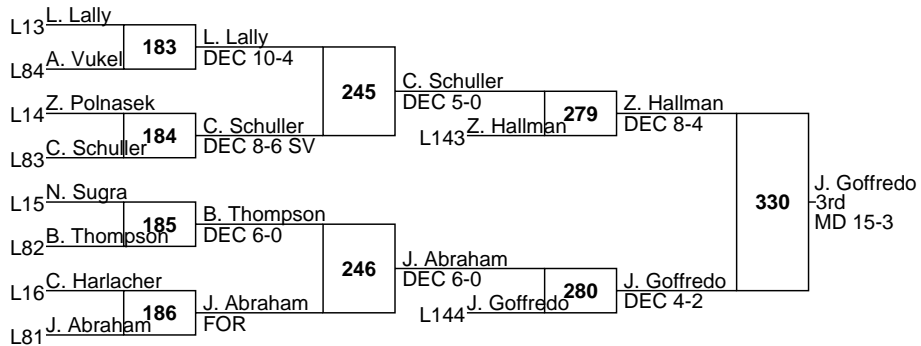 L13 L. Lally
183
L84 A. Vukel
L. Lally
DEC 10-4
L14 Z. Polnasek
184
L83 C. Schuller
C. Schuller
DEC 8-6 SV
245
C. Schuller
DEC 5-0
L15 N. Sugra
185
L82 B. Thompson
B. Thompson
DEC 6-0
L16 C. Harlacher
186
L81 J. Abraham
J. Abraham
FOR
246
J. Abraham
DEC 6-0
L143 Z. Hallman
279
Z. Hallman
DEC 8-4
L144 J. Goffredo
280
J. Goffredo
DEC 4-2
330
J. Goffredo
3rd
MD 15-3